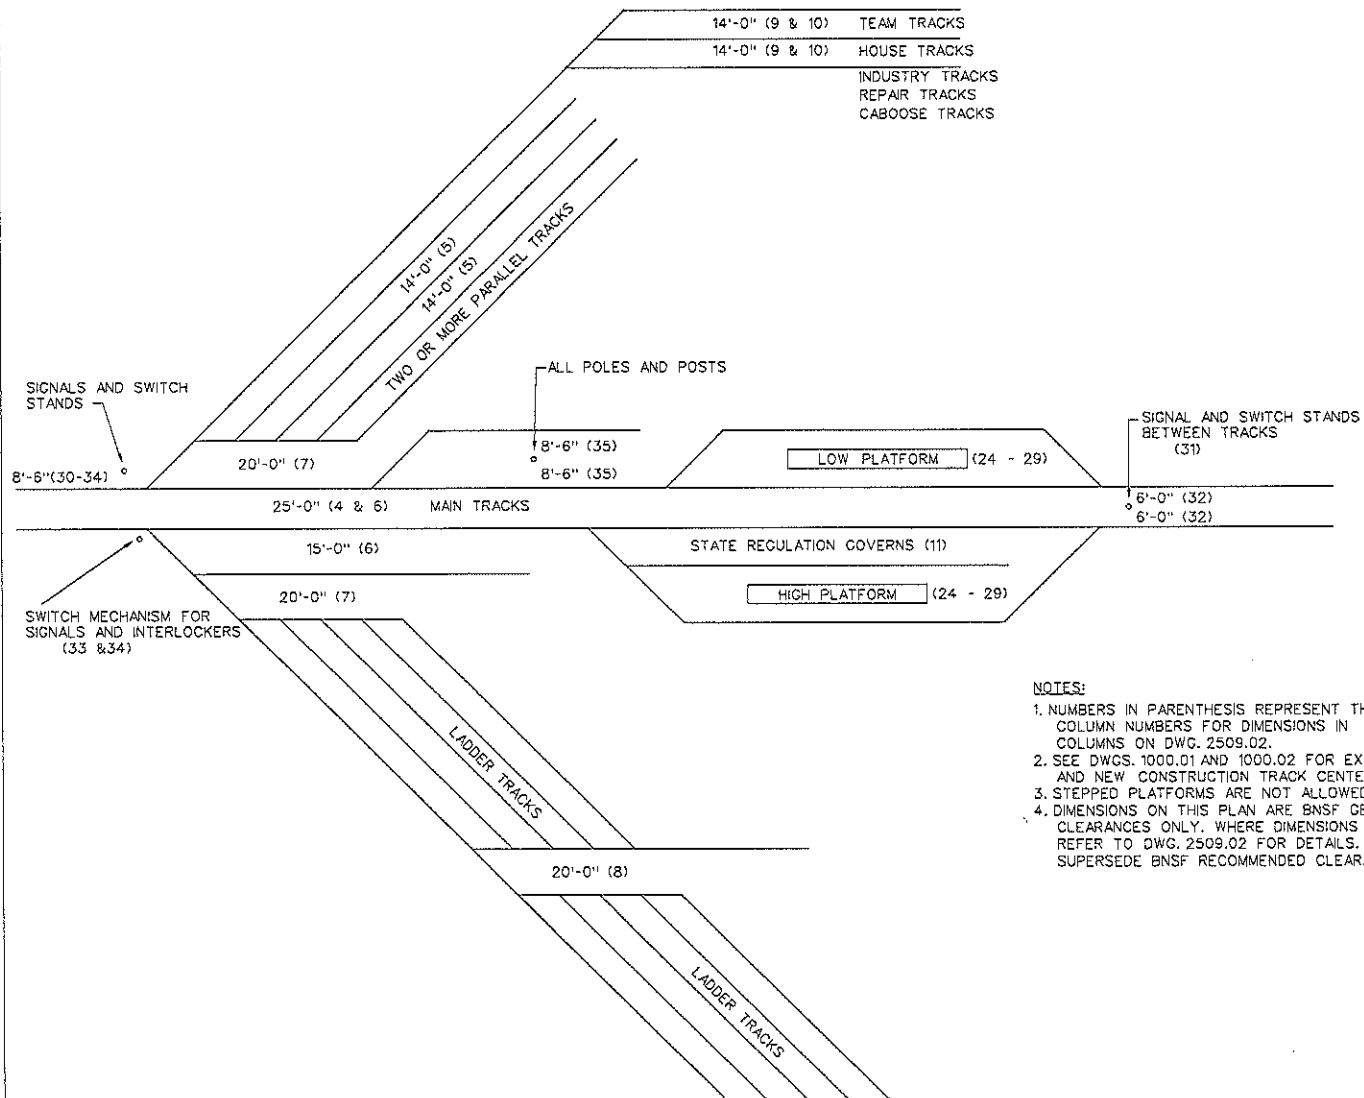 14'-0" (9 & 10) TEAM TRACKS
14'-0" (9 & 10) HOUSE TRACKS
INDUSTRY TRACKS
REPAIR TRACKS
CABOOSE TRACKS
14'-0" (5)
14'-0" (5)
TWO OR MORE PARALLEL TRACKS
SIGNALS AND SWITCH
STANDS
ALL POLES AND POSTS
8'-6"(30-34)
20'-0" (7)
8'-6" (35)
8'-6" (35)
LOW PLATFORM (24 - 29)
SIGNAL AND SWITCH STANDS
BETWEEN TRACKS
(31)
25'-0" (4 & 6) MAIN TRACKS
6'-0" (32)
6'-0" (32)
15'-0" (6)
STATE REGULATION GOVERNS (11)
20'-0" (7)
HIGH PLATFORM (24 - 29)
SWITCH MECHANISM FOR
SIGNALS AND INTERLOCKERS
(33 &34)
LADDER TRACKS
20'-0" (8)
LADDER TRACKS
NOTES:
1. NUMBERS IN PARENTHESIS REPRESENT
COLUMN NUMBERS FOR DIMENSIONS IN
COLUMNS ON DWG. 2509.02.
2. SEE DWGS. 1000.01 AND 1000.02 FOR
AND NEW CONSTRUCTION TRACK
3. STEPPED PLATFORMS ARE NOT ALLOWED
4. DIMENSIONS ON THIS PLAN ARE BNSF
CLEARANCES ONLY. WHERE DIMENSIONS
REFER TO DWG. 2509.02 FOR DETAILS.
SUPERSEDE BNSF RECOMMENDED